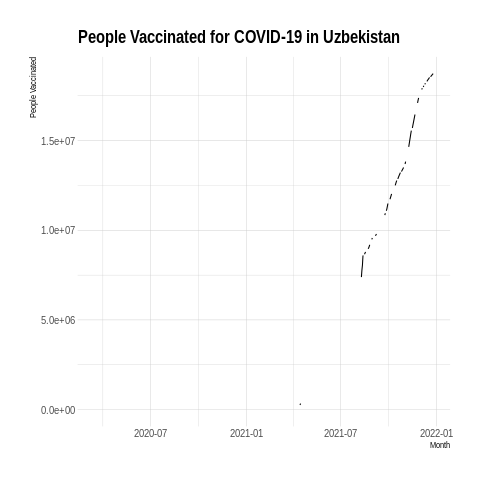 People Vaccinated for COVID-19 in Uzbekistan
People Vaccinated
1.5e+07
1.0e+07
5.0e+06
0.0e+00
2020-07 2021-01 2021-07 2022-01
Month